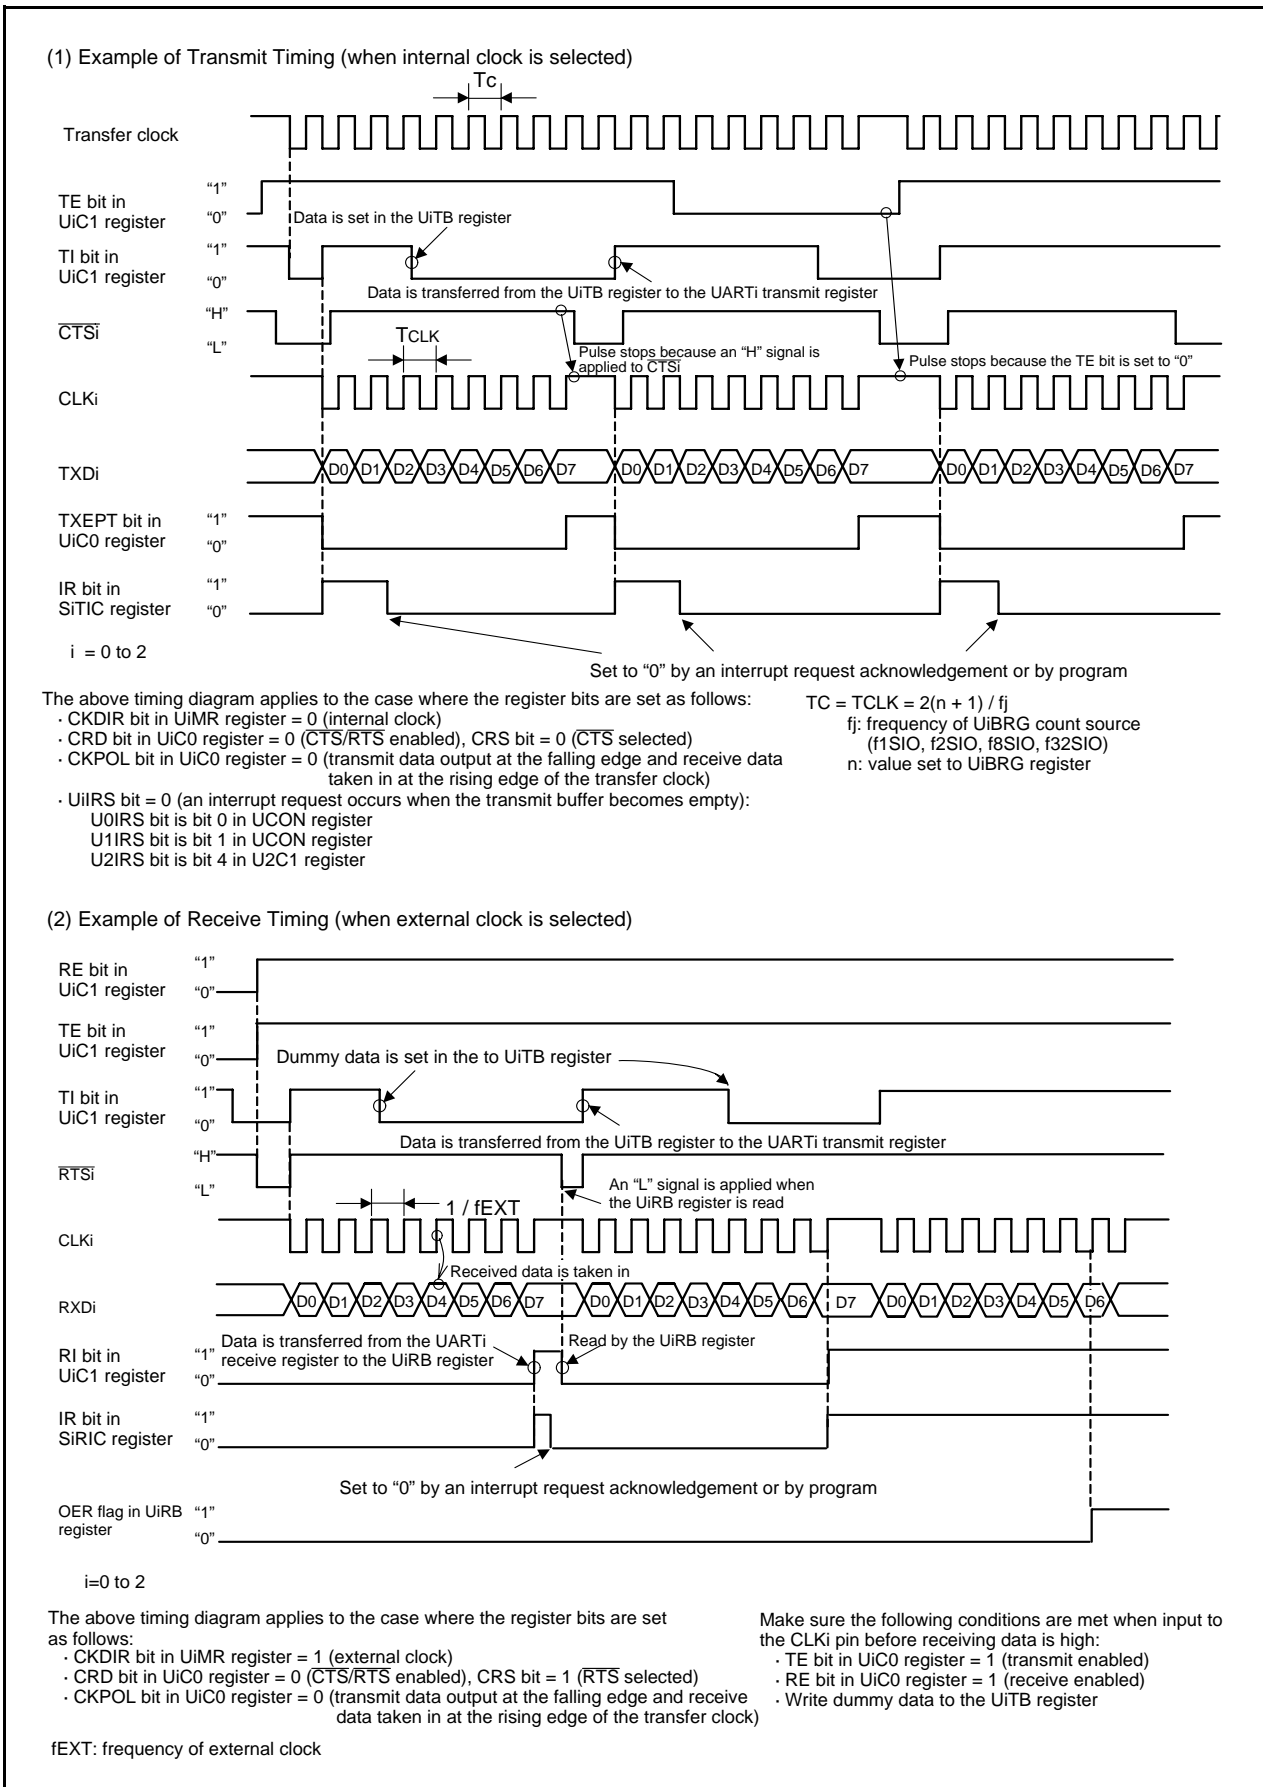 (1) Example of Transmit Timing (when internal clock is selected)
Tc
Transfer clock
TE bit in
UiC1 register
“1”
“0”
Data is set in the UiTB register
TI bit in
UiC1 register
“1”
“0”
Data is transferred from the UiTB register to the UARTi transmit register
CTSi
“H”
“L”
TCLK
Pulse stops because an “H” signal is
applied to CTSi
Pulse stops because the TE bit is set to “0”
CLKi
TXDi
D0 D1 D2 D3 D4 D5 D6 D7 D0 D1 D2 D3 D4 D5 D6 D7 D0 D1 D2 D3 D4 D5 D6 D7
TXEPT bit in
UiC0 register
“1”
“0”
IR bit in
SiTIC register
“1”
“0”
i = 0 to 2
Set to “0” by an interrupt request acknowledgement or by program
The above timing diagram applies to the case where the register bits are set as follows:
· CKDIR bit in UiMR register = 0 (internal clock)
· CRD bit in UiC0 register = 0 (CTS/RTS enabled), CRS bit = 0 (CTS selected)
· CKPOL bit in UiC0 register = 0 (transmit data output at the falling edge and receive data
taken in at the rising edge of the transfer clock)
· UiIRS bit = 0 (an interrupt request occurs when the transmit buffer becomes empty):
U0IRS bit is bit 0 in UCON register
U1IRS bit is bit 1 in UCON register
U2IRS bit is bit 4 in U2C1 register
TC = TCLK = 2(n + 1) / fj
fj: frequency of UiBRG count source
(f1SIO, f2SIO, f8SIO, f32SIO)
n: value set to UiBRG register
(2) Example of Receive Timing (when external clock is selected)
RE bit in
UiC1 register
“1”
“0”
TE bit in
UiC1 register
“1”
“0”
Dummy data is set in the to UiTB register
TI bit in
UiC1 register
“1”
“0”
Data is transferred from the UiTB register to the UARTi transmit register
RTSi
“H”
“L”
An “L” signal is applied when
the UiRB register is read
1 / fEXT
CLKi
Received data is taken in
RXDi
D0 D1 D2 D3 D4 D5 D6 D7 D0 D1 D2 D3 D4 D5 D6 D7 D0 D1 D2 D3 D4 D5 D6
Data is transferred from the UARTi
receive register to the UiRB register
Read by the UiRB register
RI bit in
UiC1 register
“1”
“0”
IR bit in
SiRIC register
“1”
“0”
Set to “0” by an interrupt request acknowledgement or by program
OER flag in UiRB
register
“1”
“0”
i=0 to 2
The above timing diagram applies to the case where the register bits are set
as follows:
· CKDIR bit in UiMR register = 1 (external clock)
· CRD bit in UiC0 register = 0 (CTS/RTS enabled), CRS bit = 1 (RTS selected)
· CKPOL bit in UiC0 register = 0 (transmit data output at the falling edge and receive
data taken in at the rising edge of the transfer clock)
fEXT: frequency of external clock
Make sure the following conditions are met when input to
the CLKi pin before receiving data is high:
· TE bit in UiC0 register = 1 (transmit enabled)
· RE bit in UiC0 register = 1 (receive enabled)
· Write dummy data to the UiTB register